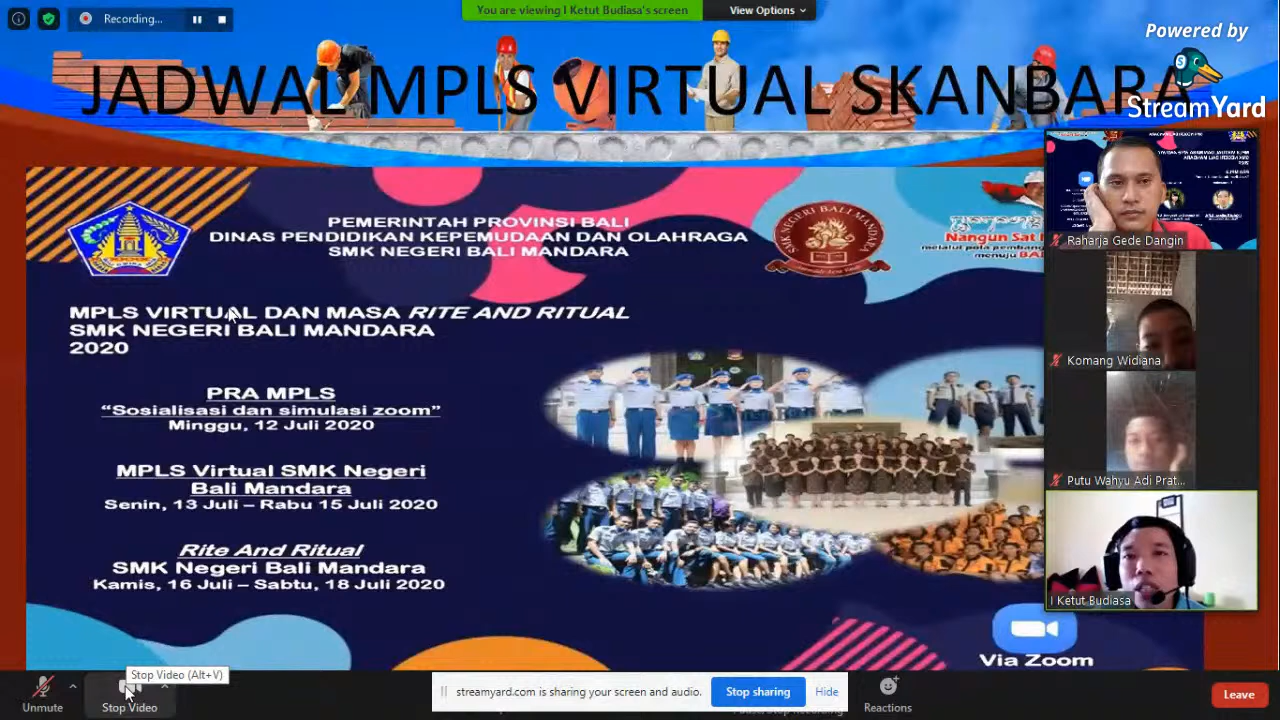 Recording...
You are viewing I Ketut Budiasa's screen
View Options
Powered by
StreamYard
JADWAL MPLS VIRTUAL SKANBARA
PEMERINTAH PROVINSI BALI
DINAS PENDIDIKAN KEPEMUDAAN DAN OLAHRAGA
SMK NEGERI BALI MANDARA
SMK NEGERI BALI MANDARA
MPLS VIRTUAL DAN MASA RITE AND RITUAL
SMK NEGERI BALI MANDARA
2020
PRA MPLS
“Sosialisasi dan simulasi zoom”
Minggu, 12 Juli 2020
MPLS Virtual SMK Negeri
Bali Mandara
Senin, 13 Juli – Rabu 15 Juli 2020
Rite And Ritual
SMK Negeri Bali Mandara
Kamis, 16 Juli – Sabtu, 18 Juli 2020
Via Zoom
Raharja Gede Dangin
Komang Widiana
Putu Wahyu Adi Prat...
I Ketut Budiasa
Stop Video (Alt+V)
Unmute
Stop Video
streamyard.com is sharing your screen and audio.
Stop sharing
Hide
Reactions
Leave